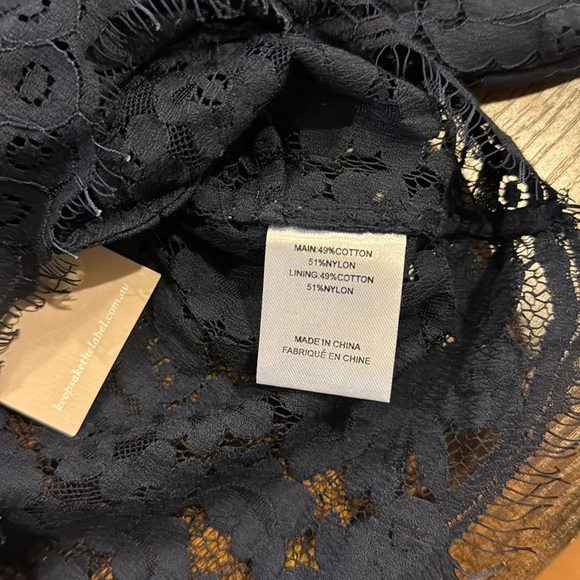 MAIN:49%COTTON
51%NYLON
LINING:49%COTTON
51%NYLON
MADE IN CHINA
FABRIQUÉ EN CHINE
keepsakethelabel.com.au